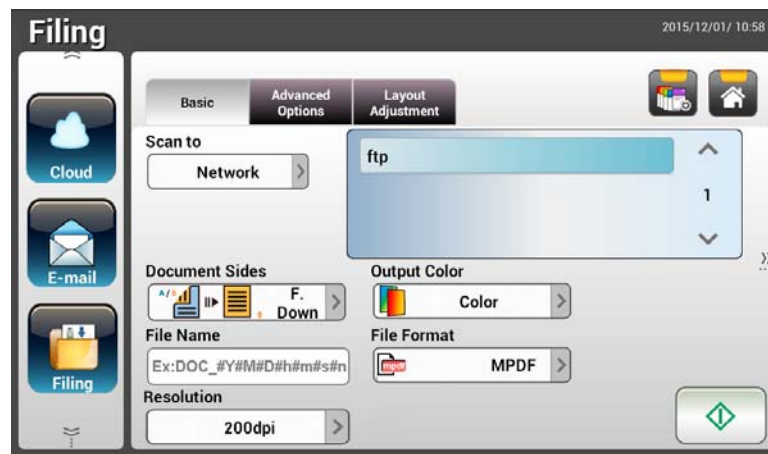 Filing
2015/12/01/ 10:58
Cloud
E-mail
Filing
Basic
Advanced
Options
Layout
Adjustment
Scan to
Network
ftp
1
Document Sides
A/B
F.
Down
Output Color
Color
File Name
Ex:DOC_#Y#M#D#h#m#s#n
File Format
mpdf
MPDF
Resolution
200dpi